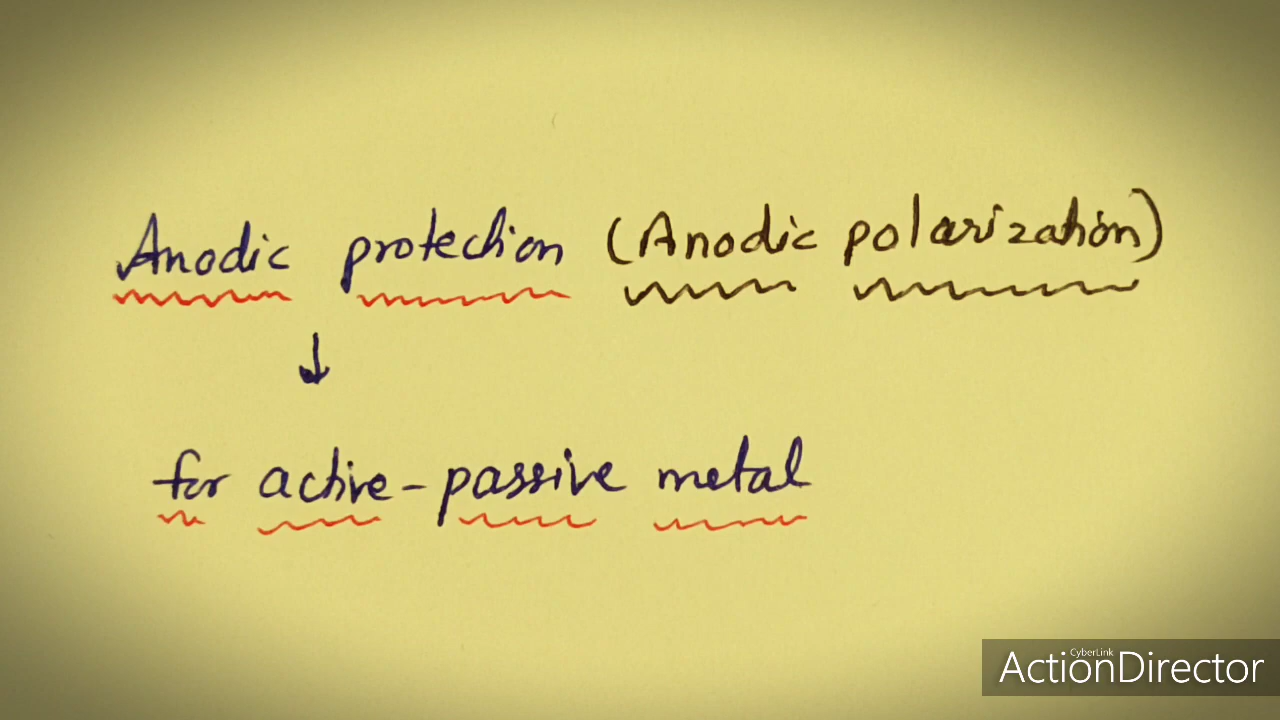 Anodic protection (Anodic polarization)
↓
for active-passive metal
CyberLink
ActionDirector